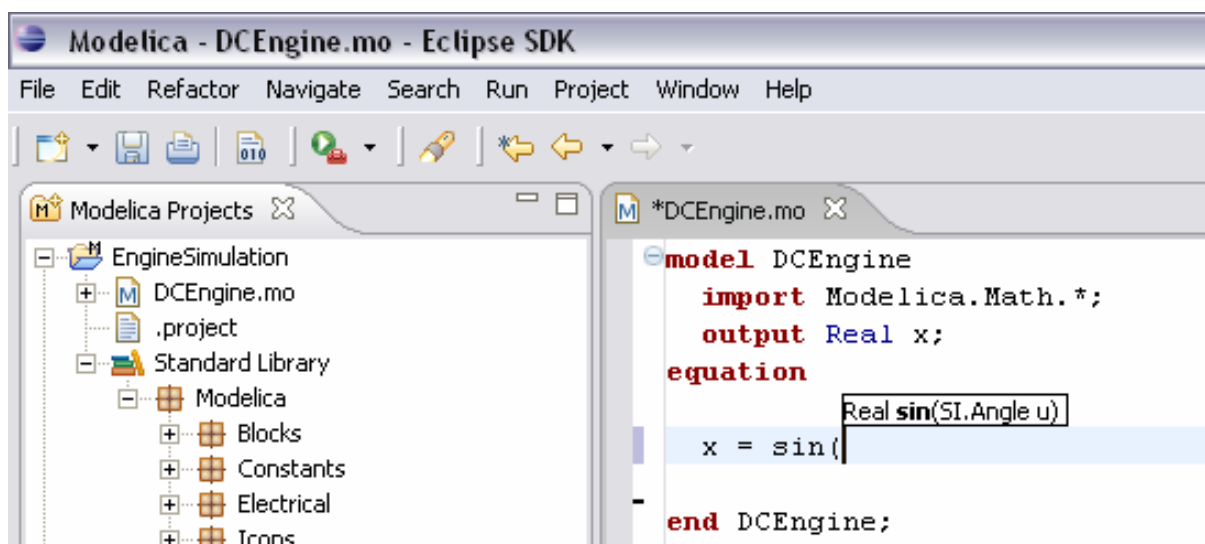 Modelica - DCEngine.mo - Eclipse SDK
File Edit Refactor Navigate Search Run Project Window Help
010
Modelica Projects
EngineSimulation
DCEngine.mo
.project
Standard Library
Modelica
Blocks
Constants
Electrical
Icons
*DCEngine.mo
model DCEngine
import Modelica.Math.*;
output Real x;
equation
Real sin(SI.Angle u)
x = sin(
end DCEngine;